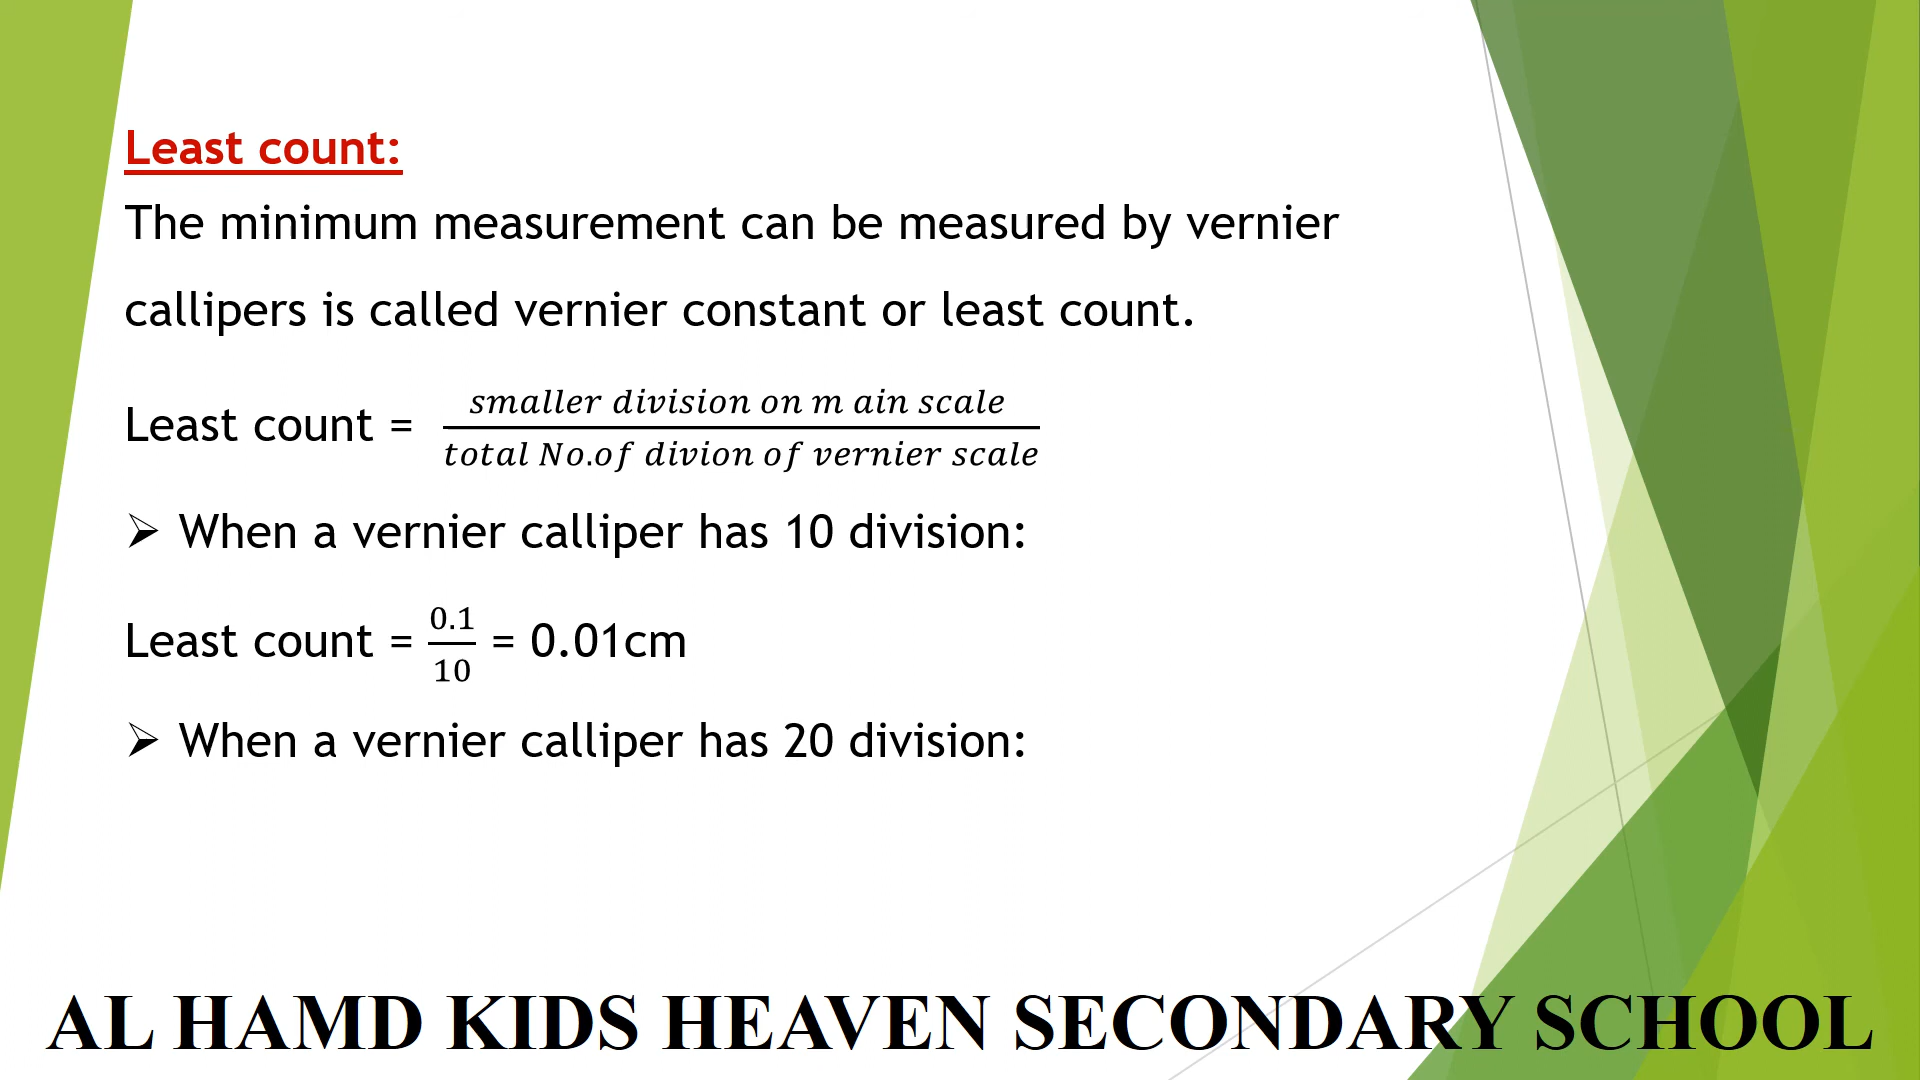 Least count:
The minimum measurement can be measured by vernier
callipers is called vernier constant or least count.
Least count = smaller division on m ain scale / total No.of divion of vernier scale
➢ When a vernier calliper has 10 division:
Least count = 0.1/10 = 0.01cm
➢ When a vernier calliper has 20 division:
AL HAMD KIDS HEAVEN SECONDARY SCHOOL